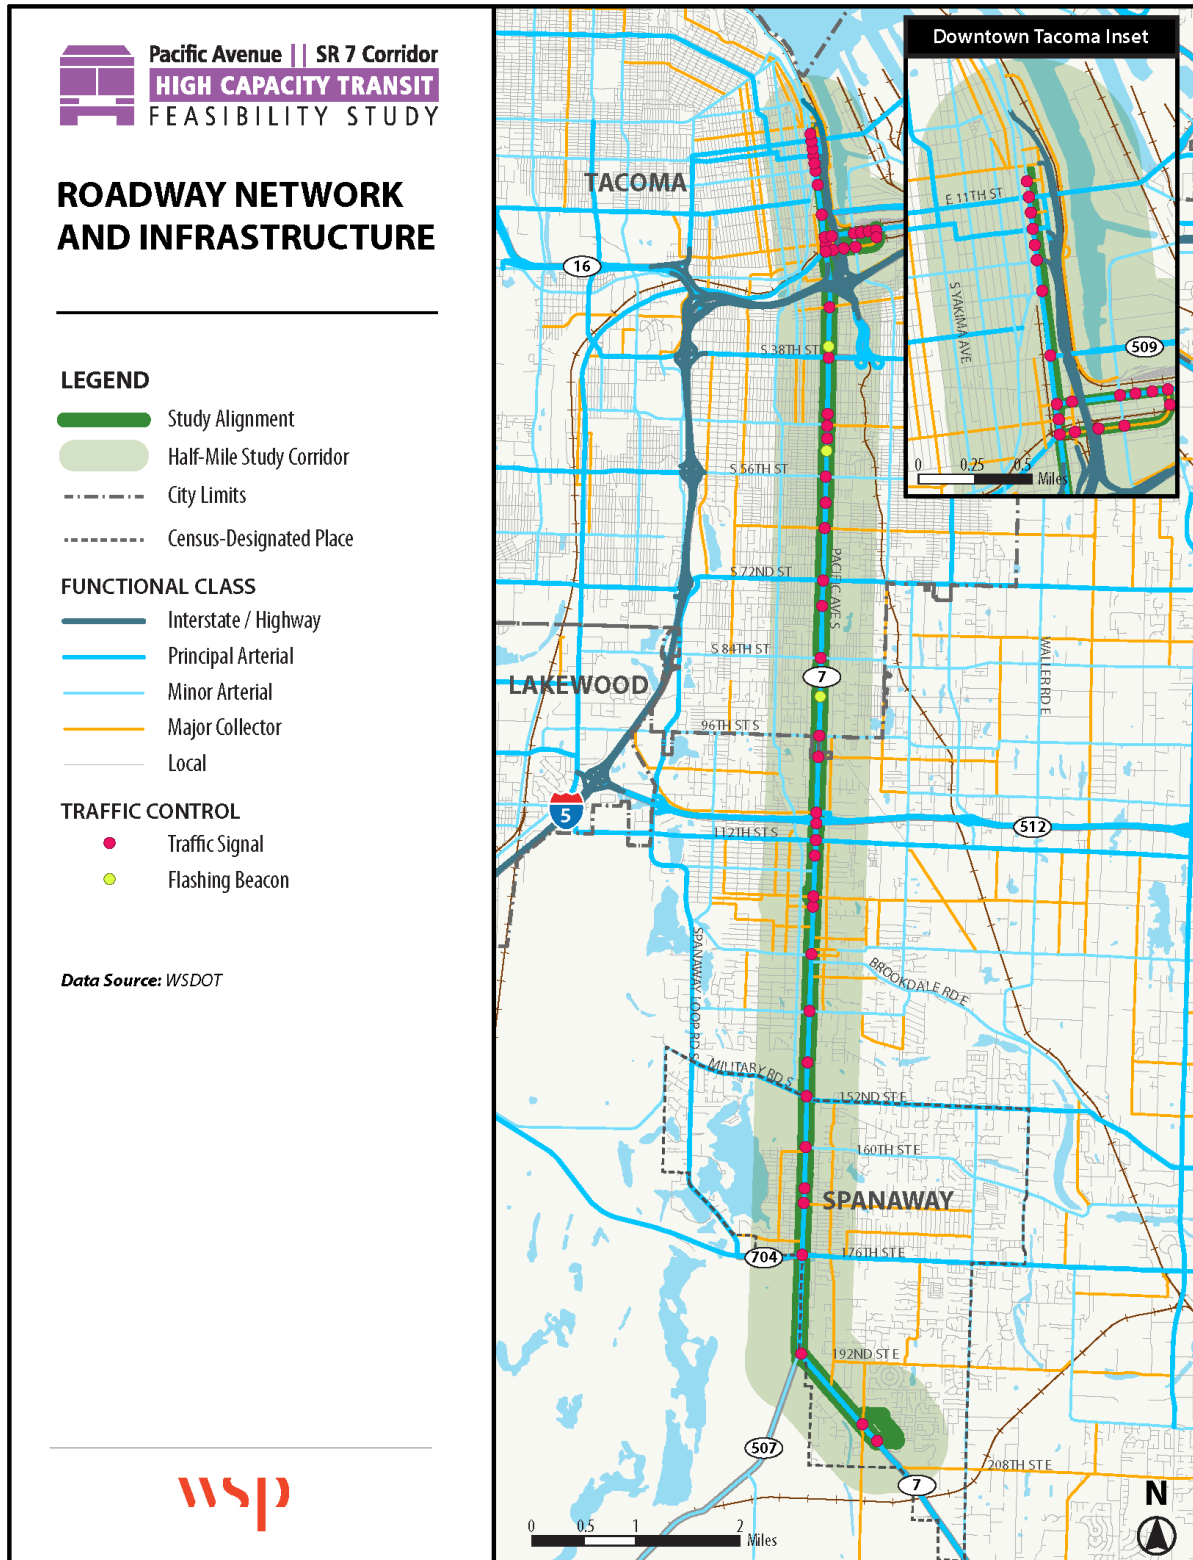 Pacific Avenue || SR 7 Corridor
HIGH CAPACITY TRANSIT
FEASIBILITY STUDY
ROADWAY NETWORK
AND INFRASTRUCTURE
LEGEND
Study Alignment
Half-Mile Study Corridor
City Limits
Census-Designated Place
FUNCTIONAL CLASS
Interstate / Highway
Principal Arterial
Minor Arterial
Major Collector
Local
TRAFFIC CONTROL
Traffic Signal
Flashing Beacon
Data Source: WSDOT
wsp
Downtown Tacoma Inset
E 11TH ST
S YAKIMA AVE
509
0 0.25 0.5
Miles
TACOMA
16
S 38TH ST
S 56TH ST
S 72ND ST
PACIFIC AVE S
S 84TH ST
WALLER RD E
LAKEWOOD
7
96TH ST S
5
512
112TH ST S
SPANAWAY LOOP RD S
BROOKDALE RD E
MILITARY RD S
152ND ST E
160TH ST E
SPANAWAY
704
176TH ST E
192ND ST E
507
208TH ST E
7
N
0 0.5 1 2
Miles